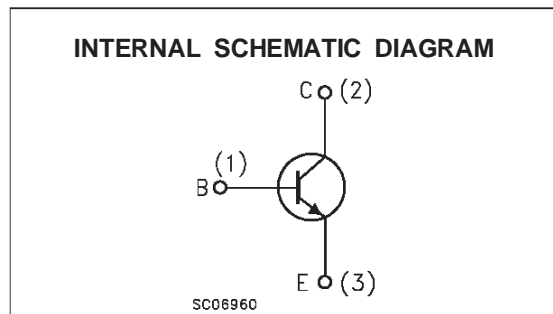 INTERNAL SCHEMATIC DIAGRAM
C (2)
(1)
B
E (3)
SC06960